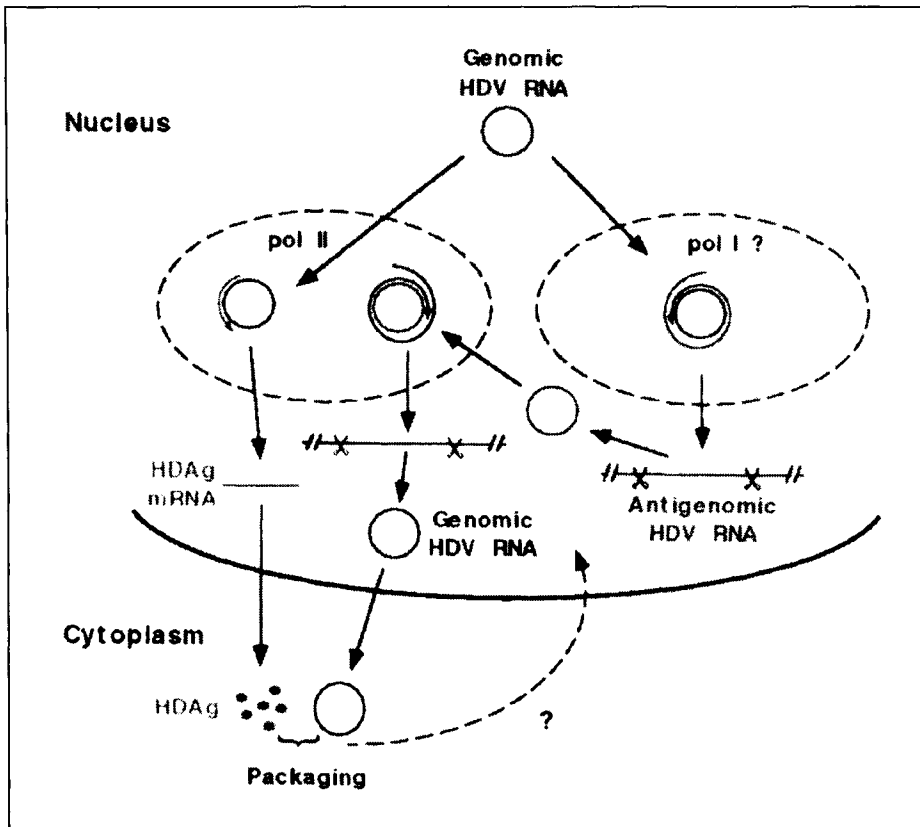 Genomic
HDV RNA
Nucleus
pol II
pol I ?
HDAg
mRNA
Genomic
HDV RNA
Antigenomic
HDV RNA
Cytoplasm
HDAg
?
Packaging